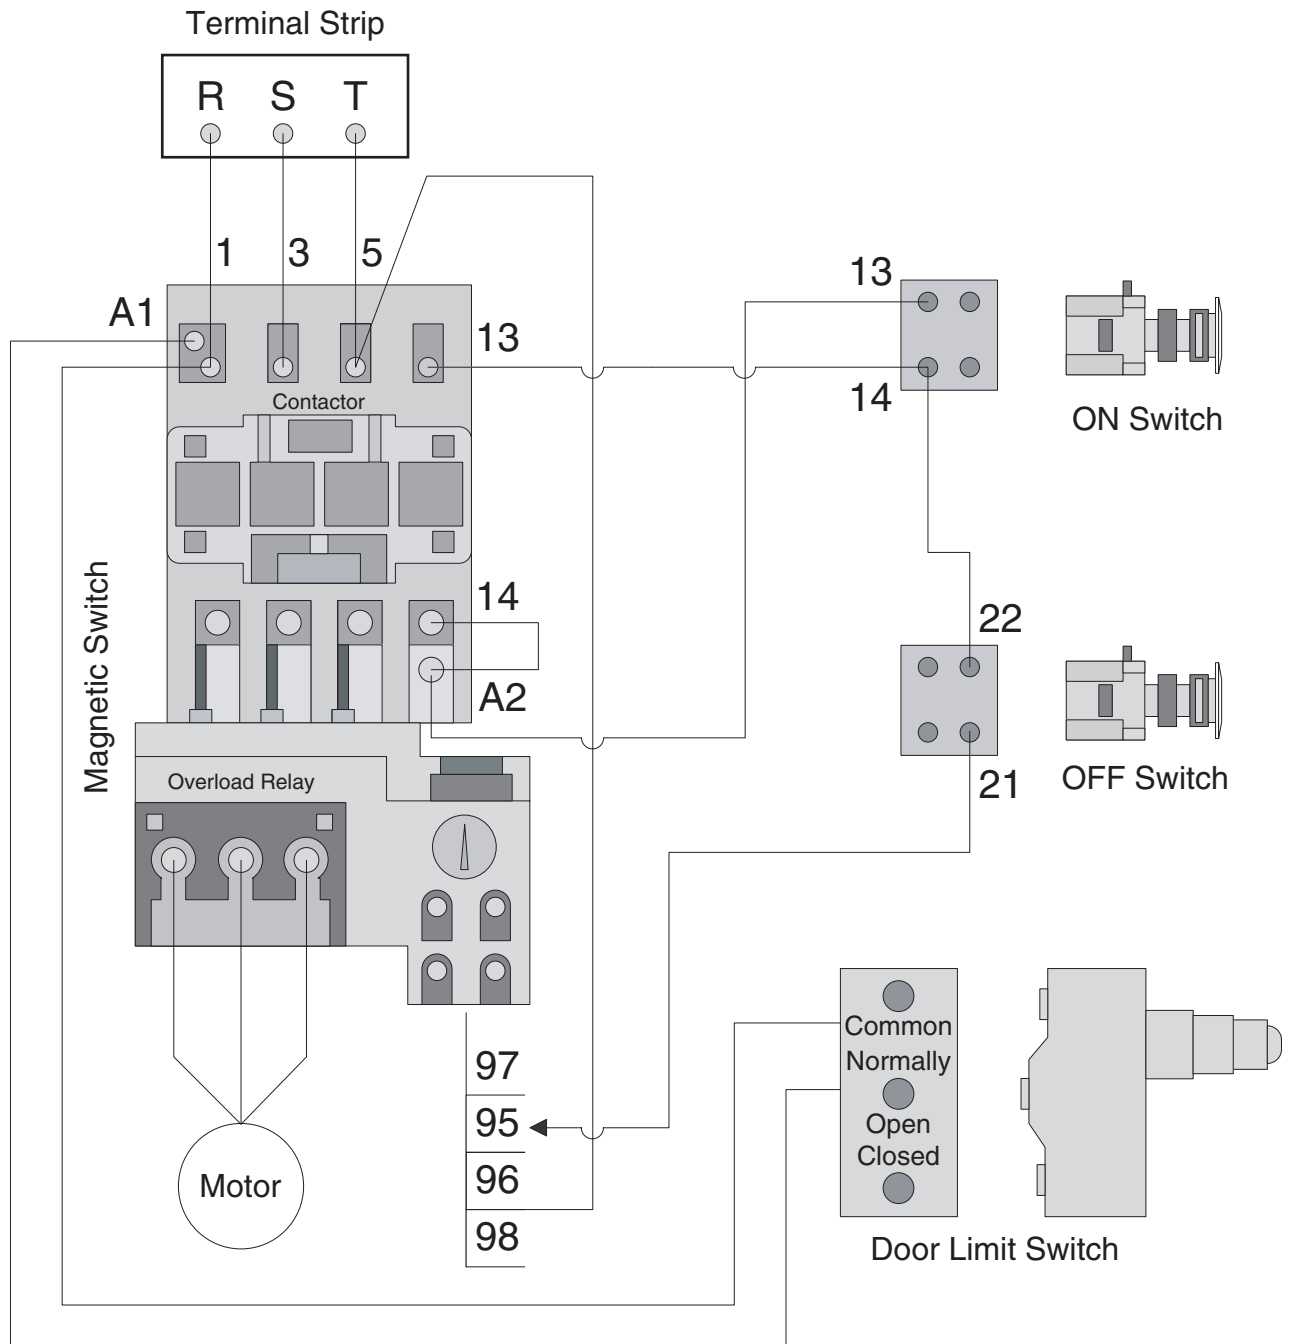 Terminal Strip
R S T
1 3 5
A1
13
Contactor
13
14
ON Switch
Magnetic Switch
14
A2
22
21
OFF Switch
Overload Relay
97
95
96
98
Motor
Common
Normally
Open
Closed
Door Limit Switch